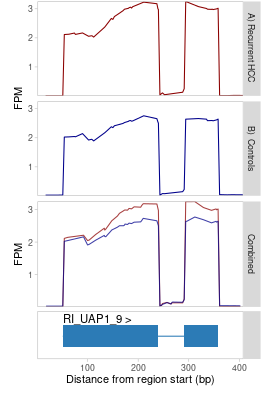 3
2
1
A) Recurrent HCC
FPM
3
2
1
B) Controls
3
2
1
Combined
FPM
RI_UAP1_9 >
100 200 300 400
Distance from region start (bp)